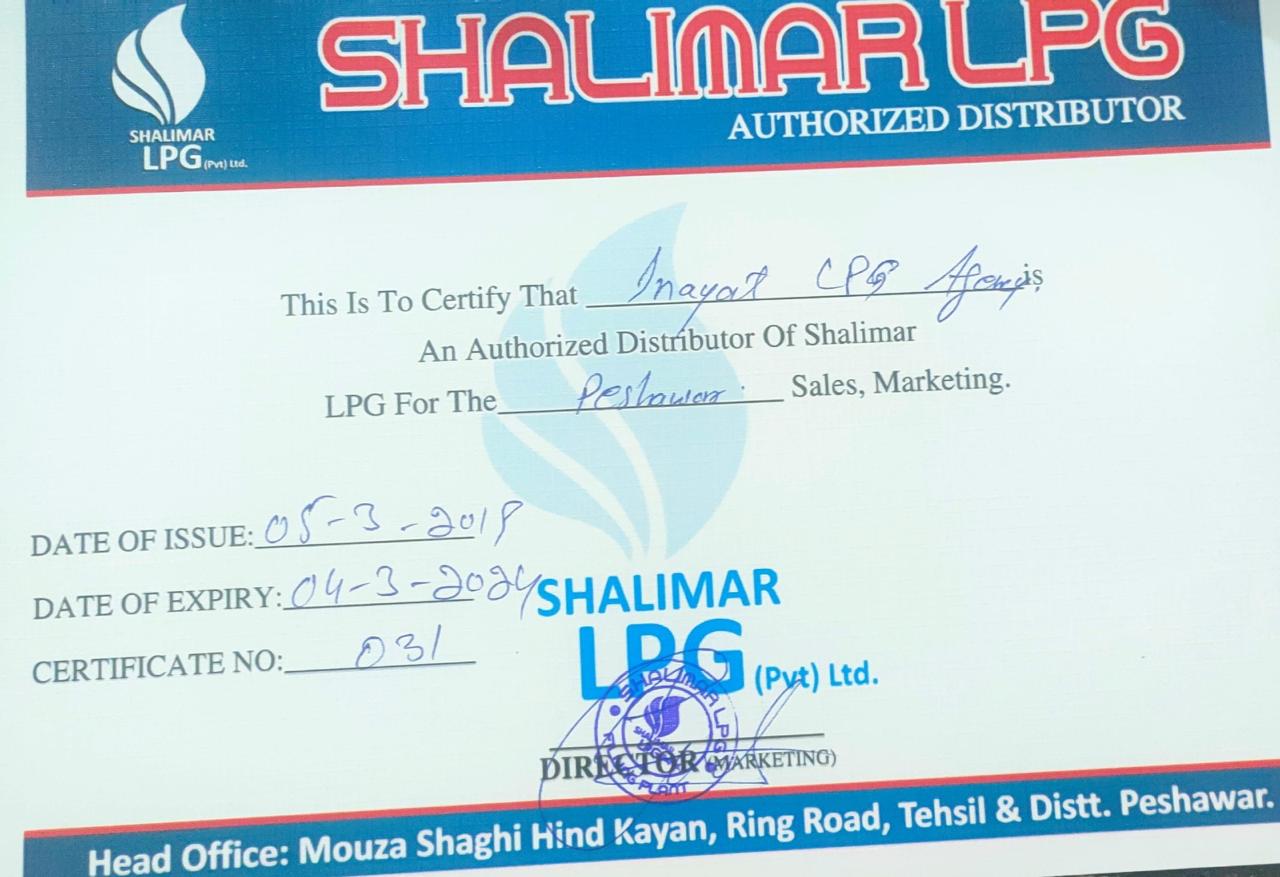 SHALIMAR LPG
AUTHORIZED DISTRIBUTOR
SHALIMAR
LPG (Pvt) Ltd.
This Is To Certify That Inayat LPG Agency is
An Authorized Distributor Of Shalimar
LPG For The Peshawar Sales, Marketing.
DATE OF ISSUE: 05-3-2019
DATE OF EXPIRY: 04-3-2024
CERTIFICATE NO: 031
SHALIMAR
LPG (Pvt) Ltd.
SHALIMAR LPG
PLANT
DIRECTOR (MARKETING)
Head Office: Mouza Shaghi Hind Kayan, Ring Road, Tehsil & Distt. Peshawar.